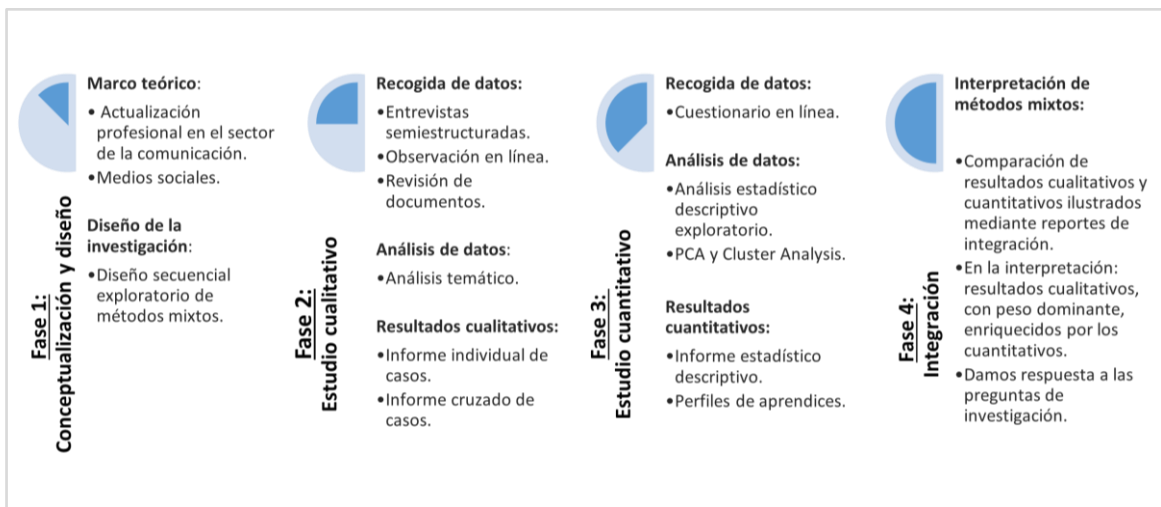 Fase 1:
Conceptualización y diseño
Marco teórico:
• Actualización
profesional en el sector
de la comunicación.
•Medios sociales.
Diseño de la
investigación:
•Diseño secuencial
exploratorio de
métodos mixtos.
Fase 2:
Estudio cualitativo
Recogida de datos:
•Entrevistas
semiestructuradas.
•Observación en línea.
•Revisión de
documentos.
Análisis de datos:
•Análisis temático.
Resultados cualitativos:
•Informe individual de
casos.
•Informe cruzado de
casos.
Fase 3:
Estudio cuantitativo
Recogida de datos:
•Cuestionario en línea.
Análisis de datos:
•Análisis estadístico
descriptivo
exploratorio.
•PCA y Cluster Analysis.
Resultados
cuantitativos:
•Informe estadístico
descriptivo.
•Perfiles de aprendices.
Fase 4:
Integración
Interpretación de
métodos mixtos:
•Comparación de
resultados cualitativos y
cuantitativos ilustrados
mediante reportes de
integración.
•En la interpretación:
resultados cualitativos,
con peso dominante,
enriquecidos por los
cuantitativos.
•Damos respuesta a las
preguntas de
investigación.